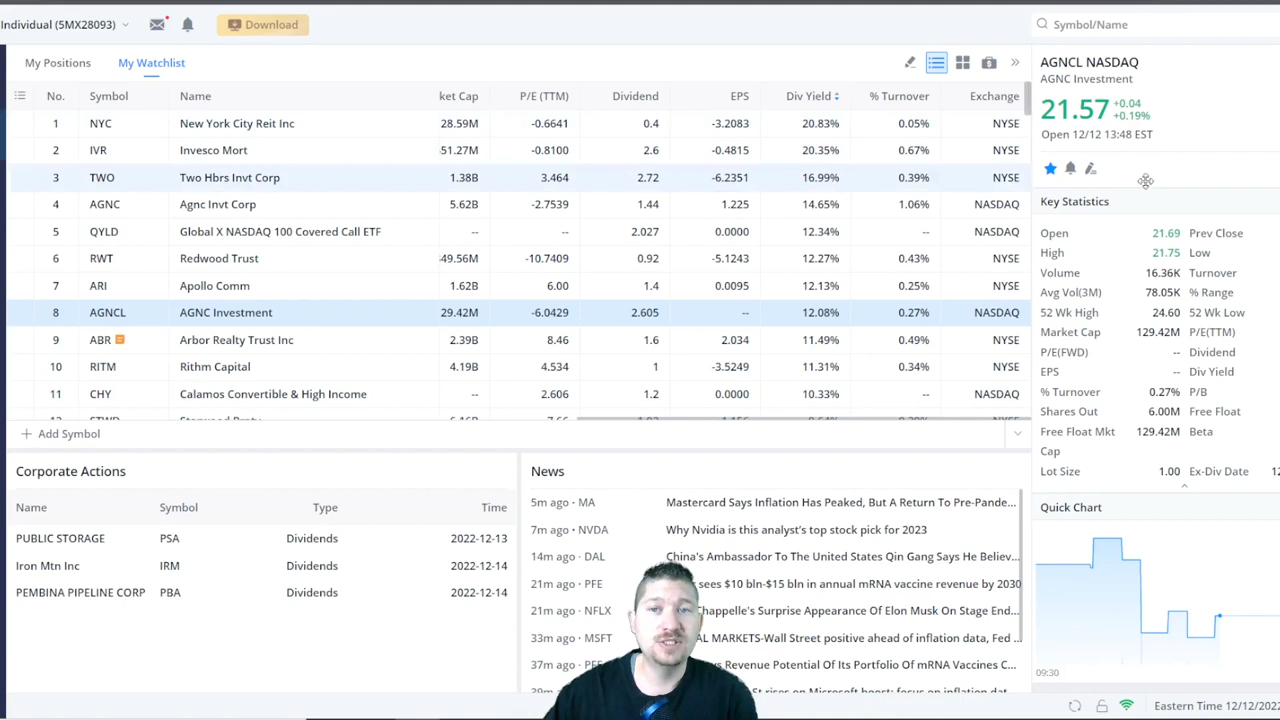 Individual (5MX28093)
Download
Symbol/Name
My Positions
My Watchlist
No. Symbol Name ket Cap P/E (TTM) Dividend EPS Div Yield % Turnover Exchange
1 NYC New York City Reit Inc 28.59M -0.6641 0.4 -3.2083 20.83% 0.05% NYSE
2 IVR Invesco Mort 51.27M -0.8100 2.6 -0.4815 20.35% 0.67% NYSE
3 TWO Two Hbrs Invt Corp 1.38B 3.464 2.72 -6.2351 16.99% 0.39% NYSE
4 AGNC Agnc Invt Corp 5.62B -2.7539 1.44 1.225 14.65% 1.06% NASDAQ
5 QYLD Global X NASDAQ 100 Covered Call ETF -- -- 2.027 0.0000 12.34% -- NASDAQ
6 RWT Redwood Trust 49.56M -10.7409 0.92 -5.1243 12.27% 0.43% NYSE
7 ARI Apollo Comm 1.62B 6.00 1.4 0.0095 12.13% 0.25% NYSE
8 AGNCL AGNC Investment 29.42M -6.0429 2.605 -- 12.08% 0.27% NASDAQ
9 ABR Arbor Realty Trust Inc 2.39B 8.46 1.6 2.034 11.49% 0.49% NYSE
10 RITM Rithm Capital 4.19B 4.534 1 -3.5249 11.31% 0.34% NYSE
11 CHY Calamos Convertible & High Income 2.606 1.2 0.0000 10.33% -- NASDAQ
+ Add Symbol
Corporate Actions
Name Symbol Type Time
PUBLIC STORAGE PSA Dividends 2022-12-13
Iron Mtn Inc IRM Dividends 2022-12-14
PEMBINA PIPELINE CORP PBA Dividends 2022-12-14
News
5m ago • MA Mastercard Says Inflation Has Peaked, But A Return To Pre-Pande...
7m ago • NVDA Why Nvidia is this analyst's top stock pick for 2023
14m ago • DAL China's Ambassador To The United States Qin Gang Says He Believ...
21m ago • PFE sees $10 bln-$15 bln in annual mRNA vaccine revenue by 2030
21m ago • NFLX Chappelle's Surprise Appearance Of Elon Musk On Stage End...
33m ago • MSFT MARKETS-Wall Street positive ahead of inflation data, Fed ...
37m ago • Revenue Potential Of Its Portfolio Of mRNA Vaccines C...
rises on Microsoft boost; focus on inflation dat...
AGNCL NASDAQ
AGNC Investment
21.57 +0.04
+0.19%
Open 12/12 13:48 EST
Key Statistics
Open 21.69 Prev Close
High 21.75 Low
Volume 16.36K Turnover
Avg Vol(3M) 78.05K % Range
52 Wk High 24.60 52 Wk Low
Market Cap 129.42M P/E(TTM)
P/E(FWD) -- Dividend
EPS -- Div Yield
% Turnover 0.27% P/B
Shares Out 6.00M Free Float
Free Float Mkt 129.42M Beta
Cap
Lot Size 1.00 Ex-Div Date 12
Quick Chart
09:30
Eastern Time 12/12/2022